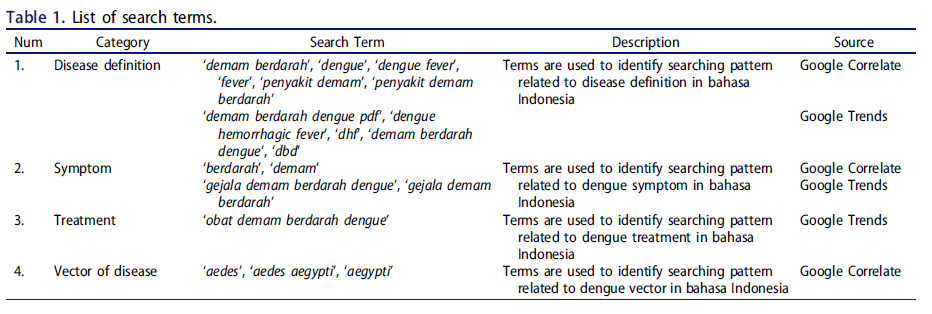 Table 1. List of search terms.
Num Category Search Term Description Source
1. Disease definition 'demam berdarah', 'dengue', 'dengue fever', Terms are used to identify searching pattern Google Correlate
'fever', 'penyakit demam', 'penyakit demam related to disease definition in bahasa
berdarah' Indonesia
'demam berdarah dengue pdf', 'dengue Google Trends
hemorrhagic fever', 'dhf', 'demam berdarah
dengue', 'dbd'
2. Symptom 'berdarah', 'demam' Terms are used to identify searching pattern Google Correlate
'gejala demam berdarah dengue', 'gejala demam related to dengue symptom in bahasa Google Trends
berdarah' Indonesia
3. Treatment 'obat demam berdarah dengue' Terms are used to identify searching pattern Google Trends
related to dengue treatment in bahasa
Indonesia
4. Vector of disease 'aedes', 'aedes aegypti', 'aegypti' Terms are used to identify searching pattern Google Correlate
related to dengue vector in bahasa Indonesia